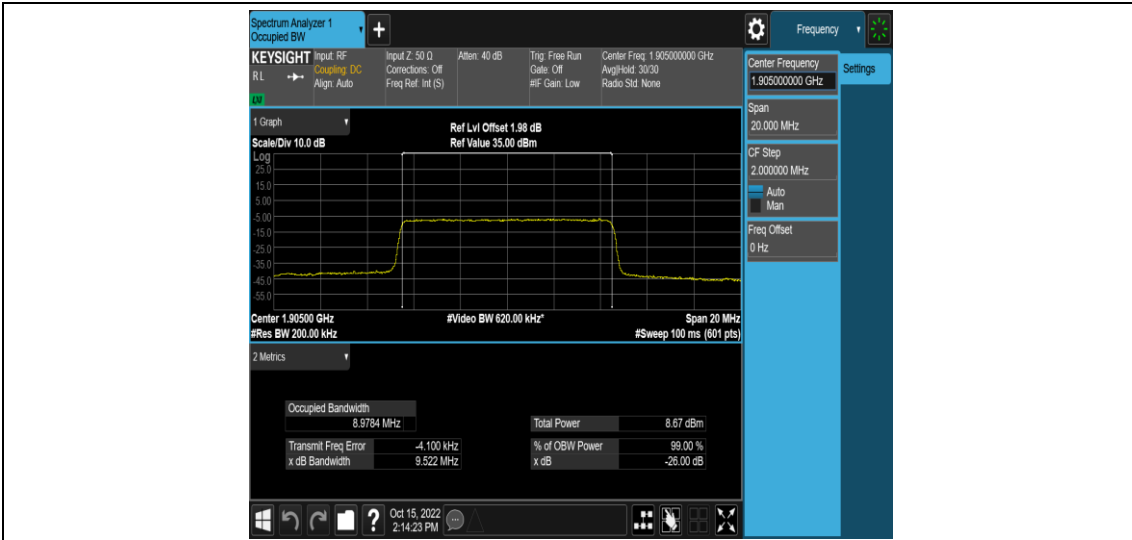 Spectrum Analyzer 1
Occupied BW
Frequency
KEYSIGHT
RL
LXI
Input: RF
Coupling: DC
Align: Auto
Input Z: 50 Ω
Corrections: Off
Freq Ref: Int (S)
Atten: 40 dB
Trig: Free Run
Gate: Off
#IF Gain: Low
Center Freq: 1.905000000 GHz
Avg|Hold: 30/30
Radio Std: None
Center Frequency
1.905000000 GHz
Settings
Span
20.000 MHz
CF Step
2.000000 MHz
Auto
Man
Freq Offset
0 Hz
1 Graph
Scale/Div 10.0 dB
Ref Lvl Offset 1.98 dB
Ref Value 35.00 dBm
Log
25.0
15.0
5.00
-5.00
-15.0
-25.0
-35.0
-45.0
-55.0
Center 1.90500 GHz
#Video BW 620.00 kHz*
Span 20 MHz
#Res BW 200.00 kHz
#Sweep 100 ms (601 pts)
2 Metrics
Occupied Bandwidth
8.9784 MHz
Total Power 8.67 dBm
Transmit Freq Error -4.100 kHz
% of OBW Power 99.00 %
x dB Bandwidth 9.522 MHz
x dB -26.00 dB
Oct 15, 2022
2:14:23 PM